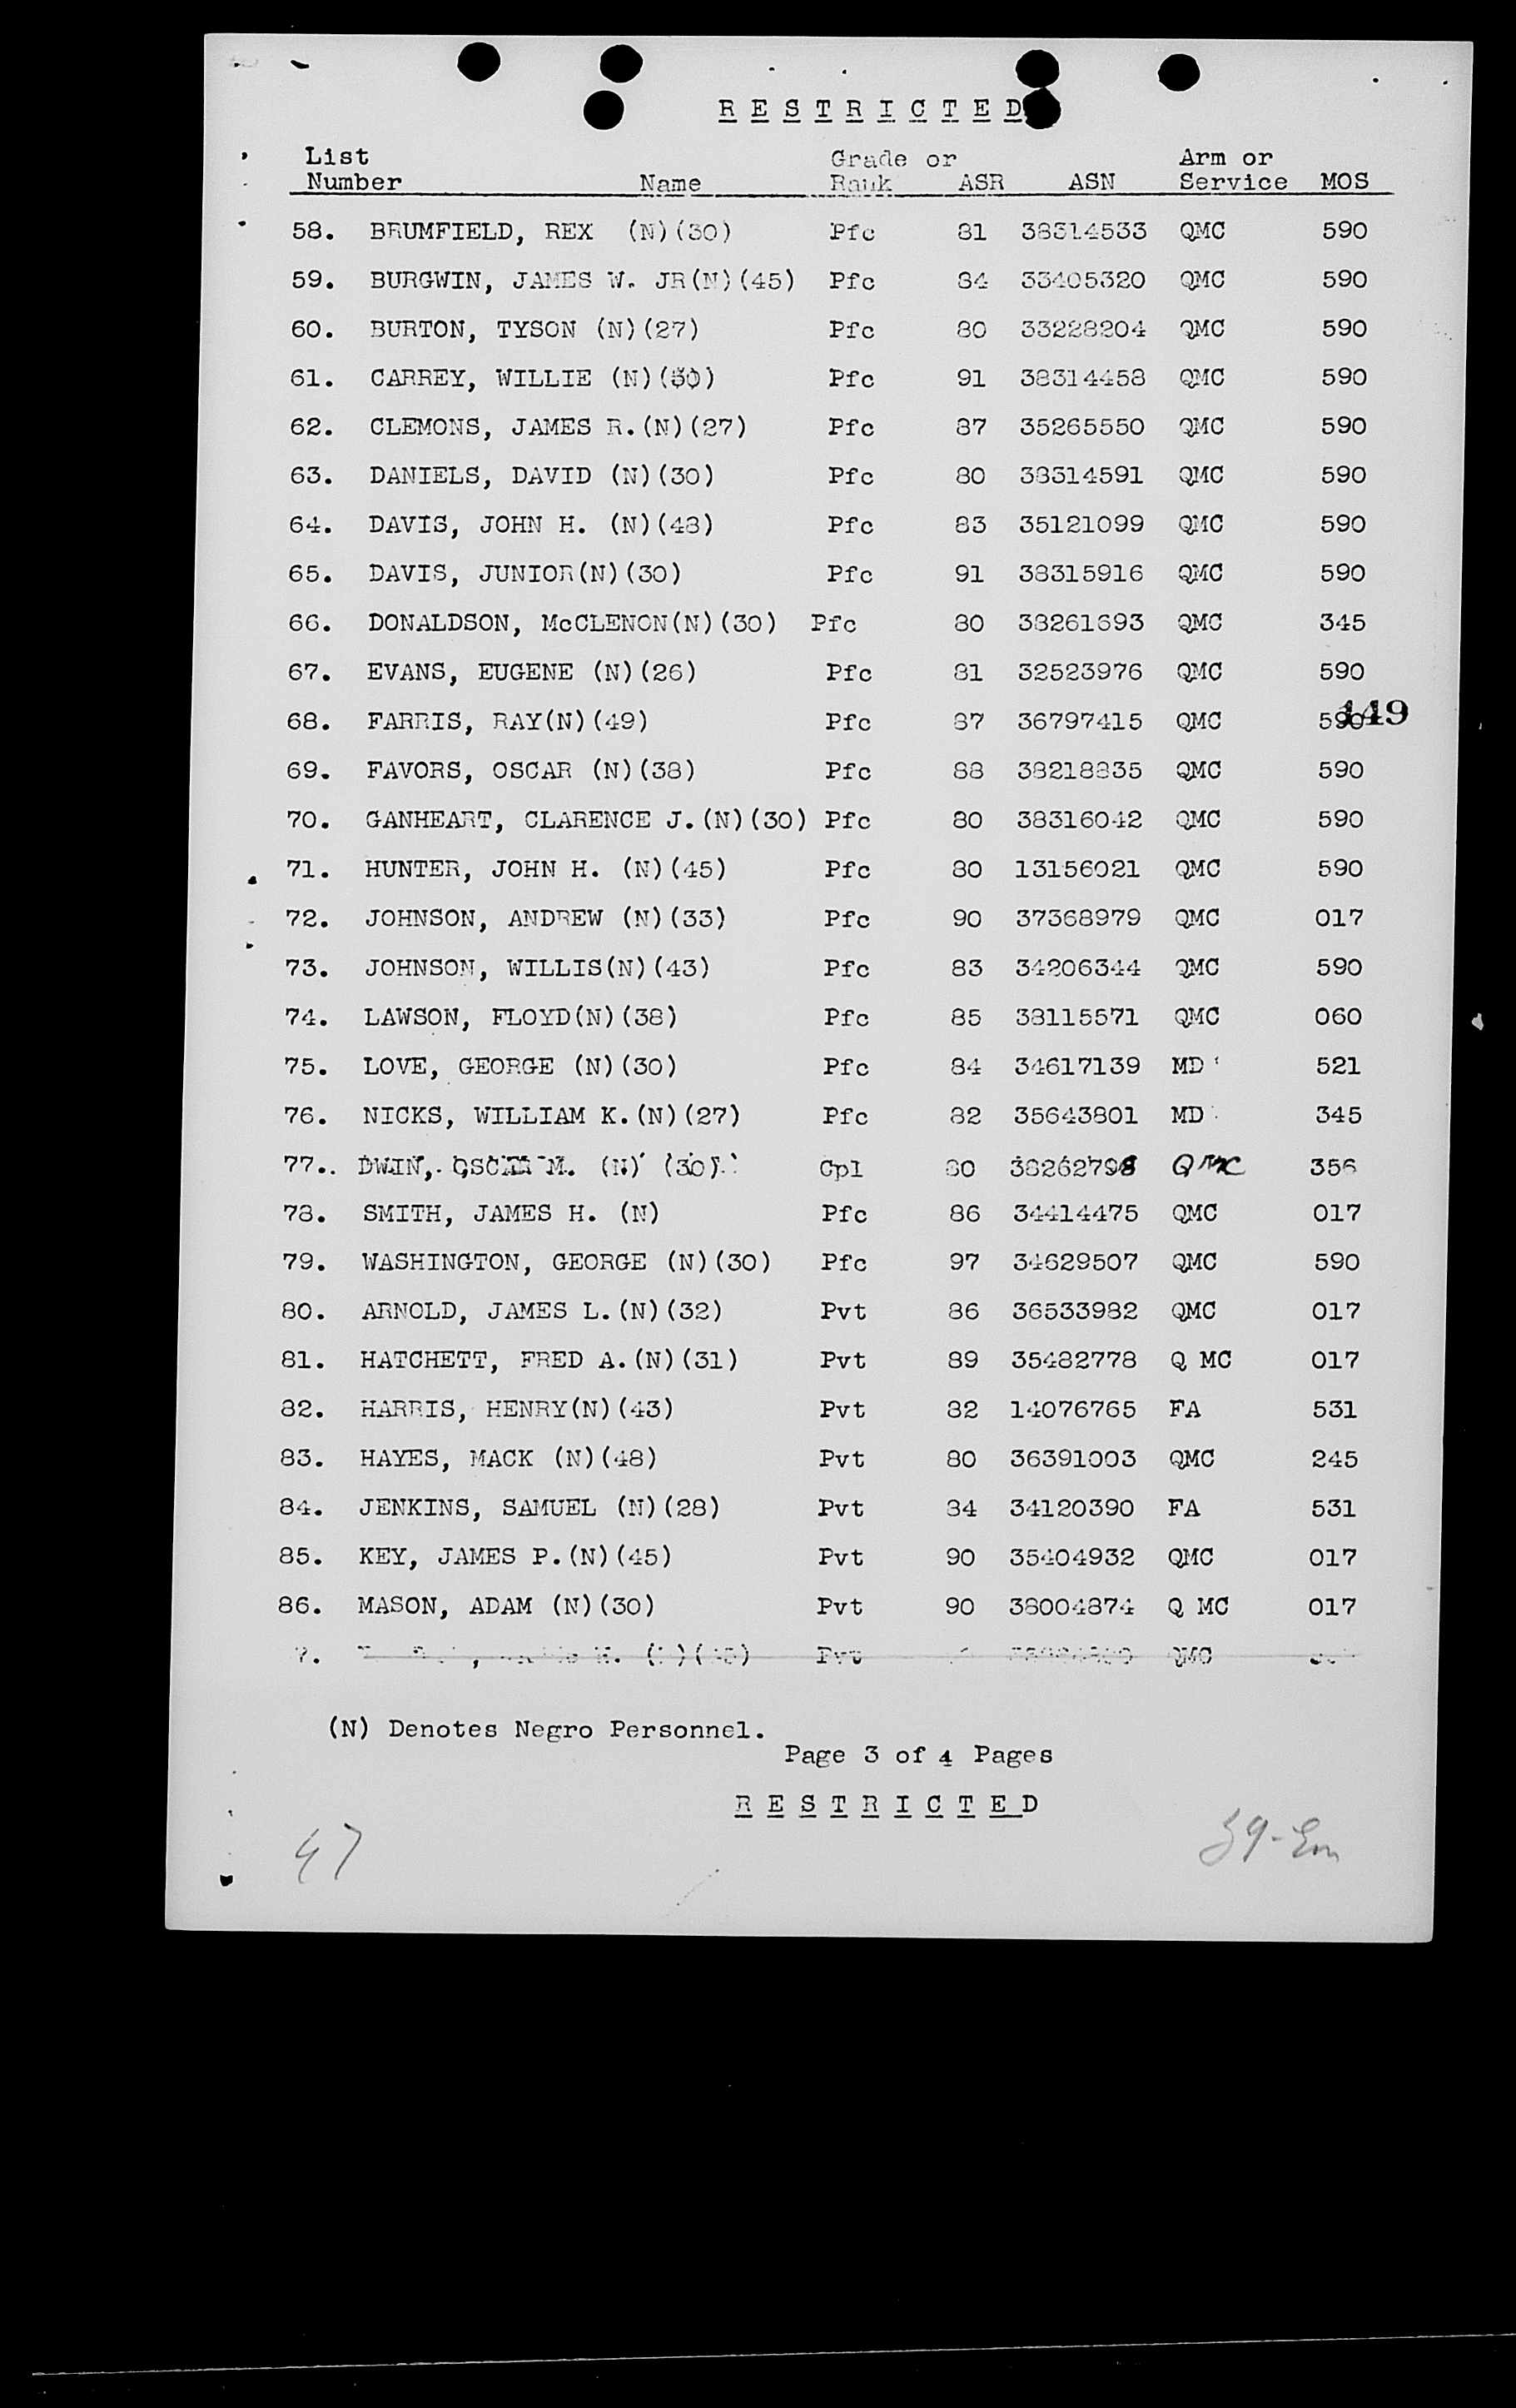 R E S T R I C T E D
List Grade or Arm or
Number Name Rank ASR ASN Service MOS
58. BRUMFIELD, REX (N)(30) Pfc 81 38314533 QMC 590
59. BURGWIN, JAMES W. JR(N)(45) Pfc 84 33405320 QMC 590
60. BURTON, TYSON (N)(27) Pfc 80 33228204 QMC 590
61. CARREY, WILLIE (N)(30) Pfc 91 38314458 QMC 590
62. CLEMONS, JAMES R.(N)(27) Pfc 87 35265550 QMC 590
63. DANIELS, DAVID (N)(30) Pfc 80 38314591 QMC 590
64. DAVIS, JOHN H. (N)(43) Pfc 83 35121099 QMC 590
65. DAVIS, JUNIOR(N)(30) Pfc 91 38315916 QMC 590
66. DONALDSON, McCLENON(N)(30) Pfc 80 38261693 QMC 345
67. EVANS, EUGENE (N)(26) Pfc 81 32523976 QMC 590
68. FARRIS, RAY(N)(49) Pfc 87 36797415 QMC 590
149
69. FAVORS, OSCAR (N)(38) Pfc 88 38218835 QMC 590
70. GANHEART, CLARENCE J.(N)(30) Pfc 80 38316042 QMC 590
71. HUNTER, JOHN H. (N)(45) Pfc 80 13156021 QMC 590
72. JOHNSON, ANDREW (N)(33) Pfc 90 37368979 QMC 017
73. JOHNSON, WILLIS(N)(43) Pfc 83 34206344 QMC 590
74. LAWSON, FLOYD(N)(38) Pfc 85 38115571 QMC 060
75. LOVE, GEORGE (N)(30) Pfc 84 34617139 MD 521
76. NICKS, WILLIAM K.(N)(27) Pfc 82 35643801 MD 345
77. DWIN, OSCAR M. (N) (30) Cpl 80 38262798 QMC 356
78. SMITH, JAMES H. (N) Pfc 86 34414475 QMC 017
79. WASHINGTON, GEORGE (N)(30) Pfc 97 34629507 QMC 590
80. ARNOLD, JAMES L.(N)(32) Pvt 86 36533982 QMC 017
81. HATCHETT, FRED A.(N)(31) Pvt 89 35482778 Q MC 017
82. HARRIS, HENRY(N)(43) Pvt 82 14076765 FA 531
83. HAYES, MACK (N)(48) Pvt 80 36391003 QMC 245
84. JENKINS, SAMUEL (N)(28) Pvt 84 34120390 FA 531
85. KEY, JAMES P.(N)(45) Pvt 90 35404932 QMC 017
86. MASON, ADAM (N)(30) Pvt 90 38004874 Q MC 017
Pvt QMC
(N) Denotes Negro Personnel.
Page 3 of 4 Pages
R E S T R I C T E D
47 39-Em